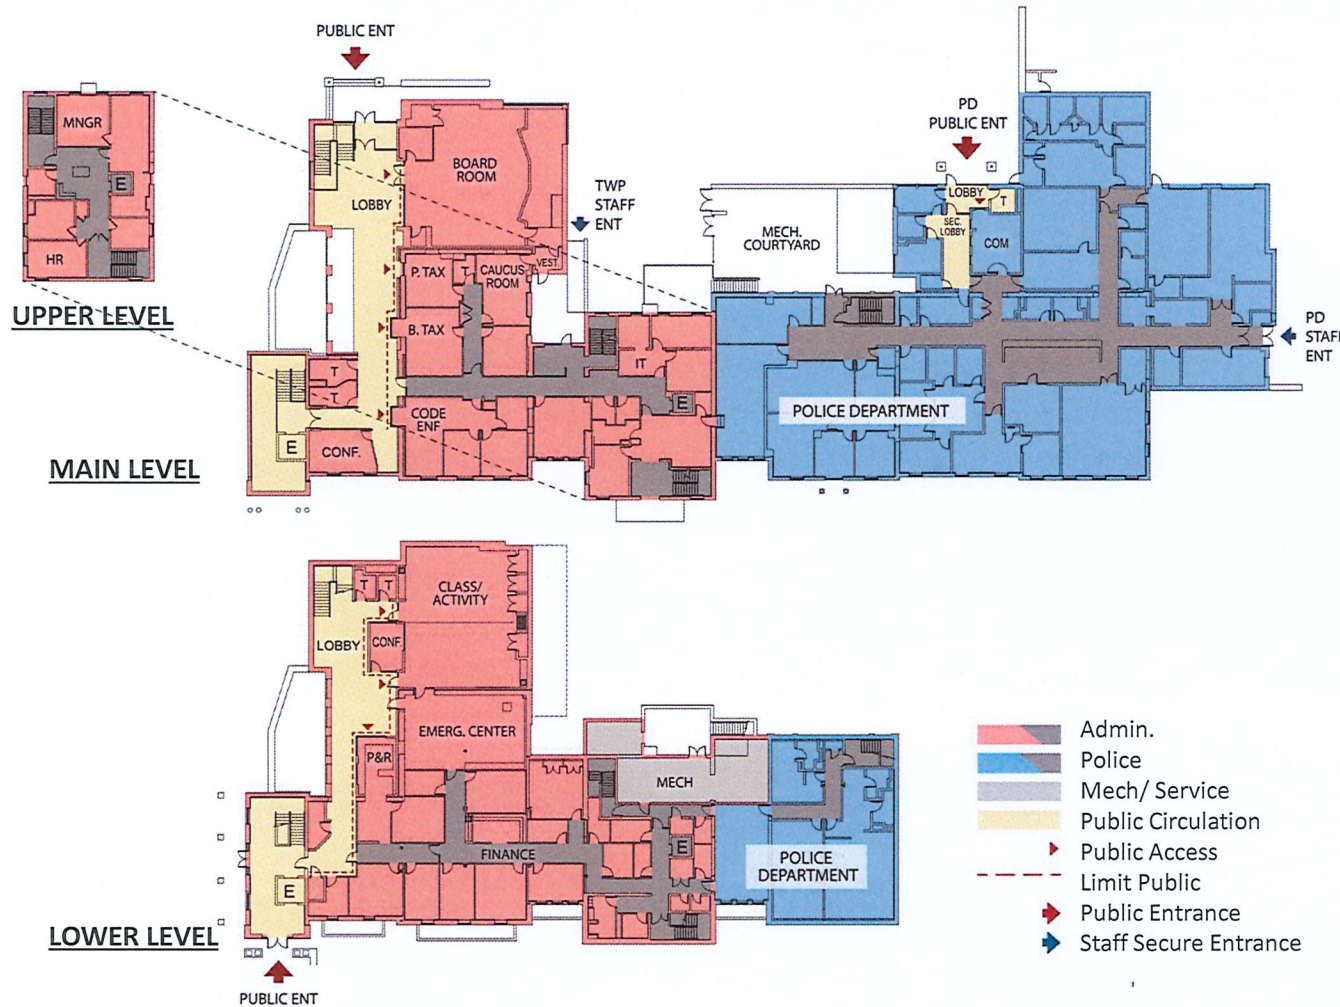 PUBLIC ENT
MNGR
E
HR
UPPER LEVEL
BOARD
ROOM
LOBBY
TWP
STAFF
ENT
PD
PUBLIC ENT
LOBBY
T
SEC.
LOBBY
COM
MECH.
COURTYARD
P. TAX
T
CAUCUS
ROOM
VEST.
B. TAX
IT
PD
STAFF
ENT
T
T
E
CODE
ENF
POLICE DEPARTMENT
E
CONF.
MAIN LEVEL
T
T
CLASS/
ACTIVITY
LOBBY
CONF.
EMERG. CENTER
P&R
MECH
E
FINANCE
POLICE
DEPARTMENT
E
LOWER LEVEL
PUBLIC ENT
Admin.
Police
Mech/ Service
Public Circulation
Public Access
Limit Public
Public Entrance
Staff Secure Entrance